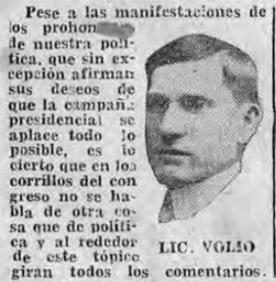 Pese a las manifestaciones de
los prohom
de nuestra polí-
tica, que sin ex-
cepción afirman
sus deseos de
que la campaña
presidencial se
aplace todo lo
posible, es lo
cierto que en los
corrillos del con
greso no se ha-
bla de otra co-
sa que de políti-
ca y al rededor
de este tópico
giran todos los comentarios.
LIC. VOLIO